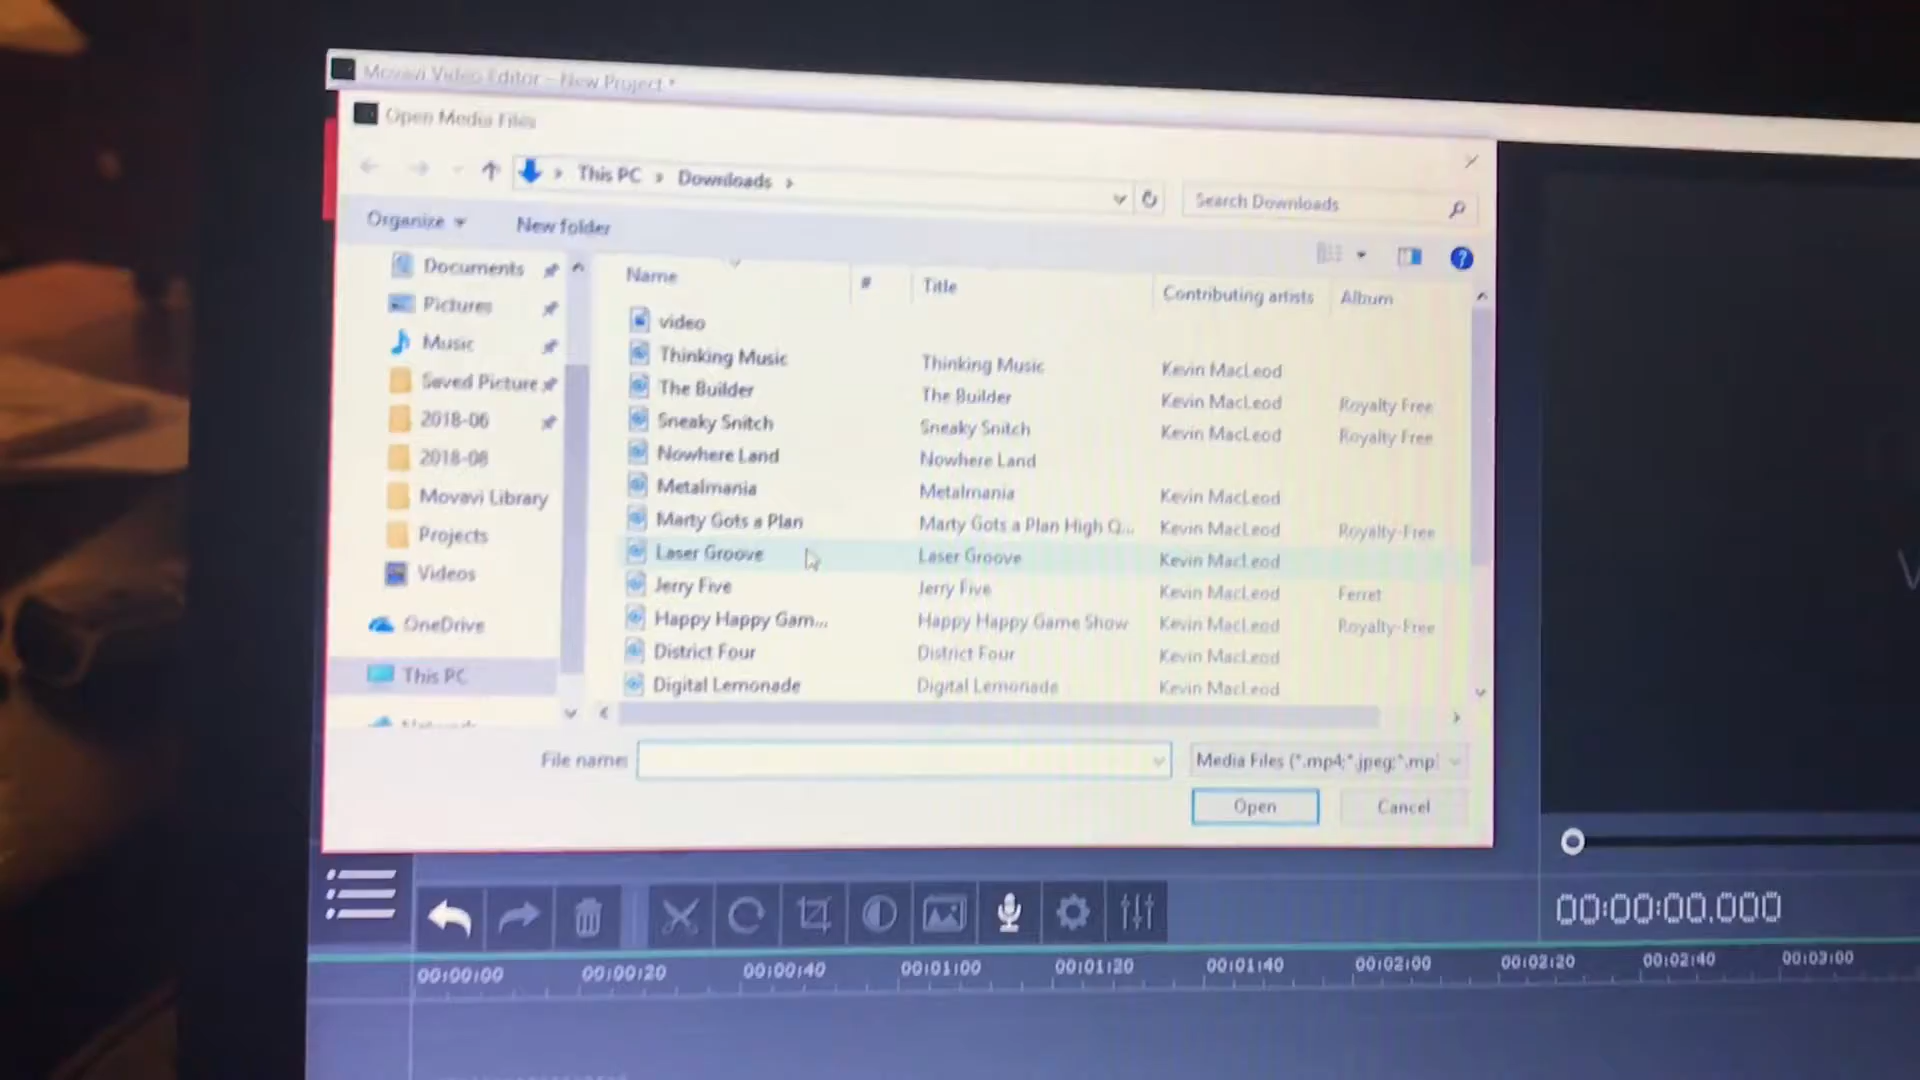 Movavi Video Editor – New Project *
Open Media Files
This PC > Downloads >
Search Downloads
Organize
New folder
?
Documents
Pictures
Music
Saved Picture
2018-06
2018-08
Movavi Library
Projects
Videos
OneDrive
This PC
Name # Title Contributing artists Album
video
Thinking Music Thinking Music Kevin MacLeod
The Builder The Builder Kevin MacLeod Royalty Free
Sneaky Snitch Sneaky Snitch Kevin MacLeod Royalty Free
Nowhere Land Nowhere Land
Metalmania Metalmania Kevin MacLeod
Marty Gots a Plan Marty Gots a Plan High Q... Kevin MacLeod Royalty-Free
Laser Groove Laser Groove Kevin MacLeod
Jerry Five Jerry Five Kevin MacLeod Ferret
Happy Happy Gam... Happy Happy Game Show Kevin MacLeod Royalty-Free
District Four District Four Kevin MacLeod
Digital Lemonade Digital Lemonade Kevin MacLeod
File name:
Media Files (*.mp4;*.jpeg;*.mp
Open
Cancel
00:00:00.000
00:00:00 00:00:20 00:00:40 00:01:00 00:01:20 00:01:40 00:02:00 00:02:20 00:02:40 00:03:00